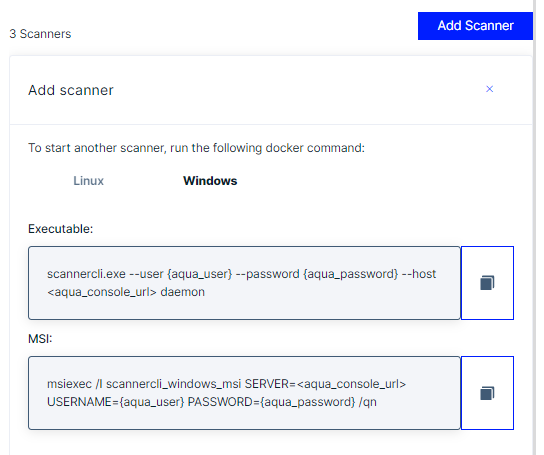 3 Scanners
Add Scanner
Add scanner
×
To start another scanner, run the following docker command:
Linux
Windows
Executable:
scannercli.exe --user {aqua_user} --password {aqua_password} --host
<aqua_console_url> daemon
MSI:
msiexec /I scannercli_windows_msi SERVER=<aqua_console_url>
USERNAME={aqua_user} PASSWORD={aqua_password} /qn